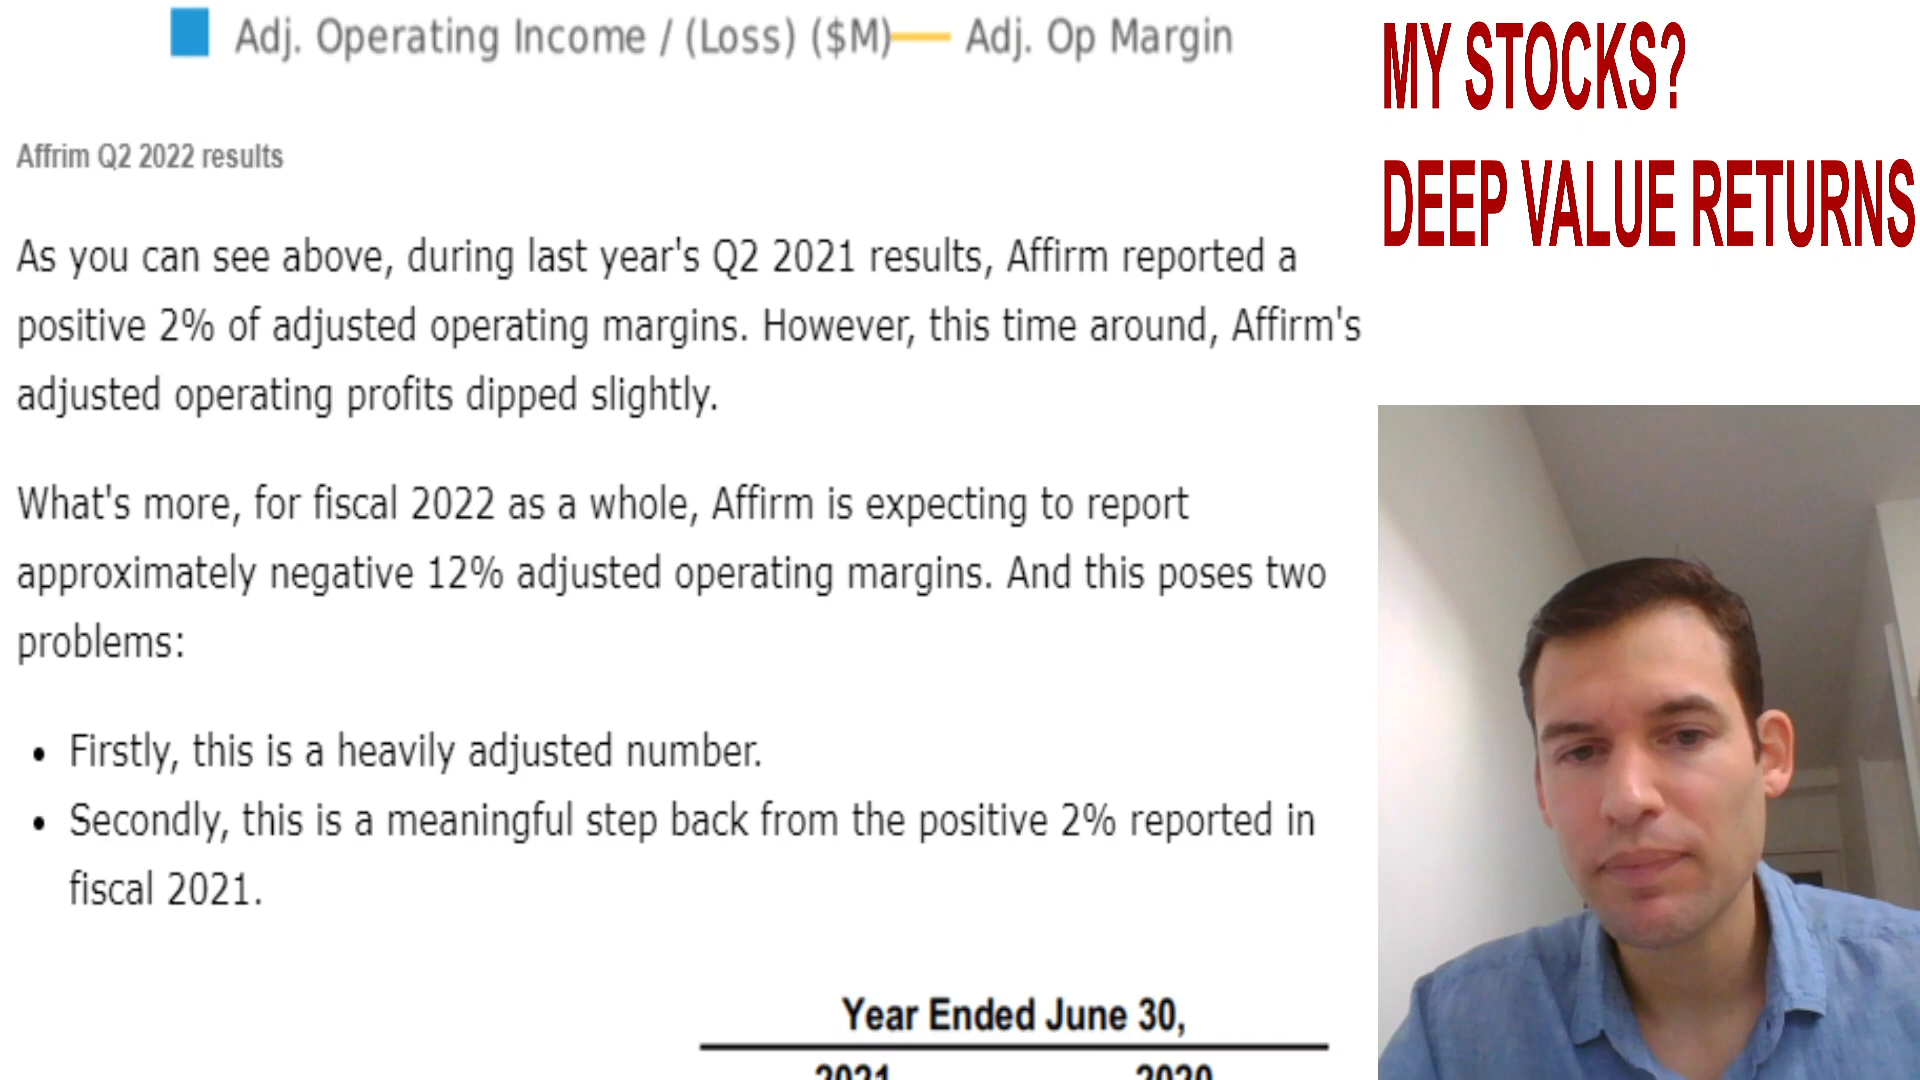 Adj. Operating Income / (Loss) ($M)
Adj. Op Margin
MY STOCKS?
DEEP VALUE RETURNS
Affrim Q2 2022 results
As you can see above, during last year's Q2 2021 results, Affirm reported a
positive 2% of adjusted operating margins. However, this time around, Affirm's
adjusted operating profits dipped slightly.
What's more, for fiscal 2022 as a whole, Affirm is expecting to report
approximately negative 12% adjusted operating margins. And this poses two
problems:
• Firstly, this is a heavily adjusted number.
• Secondly, this is a meaningful step back from the positive 2% reported in
fiscal 2021.
Year Ended June 30,
2021 2020